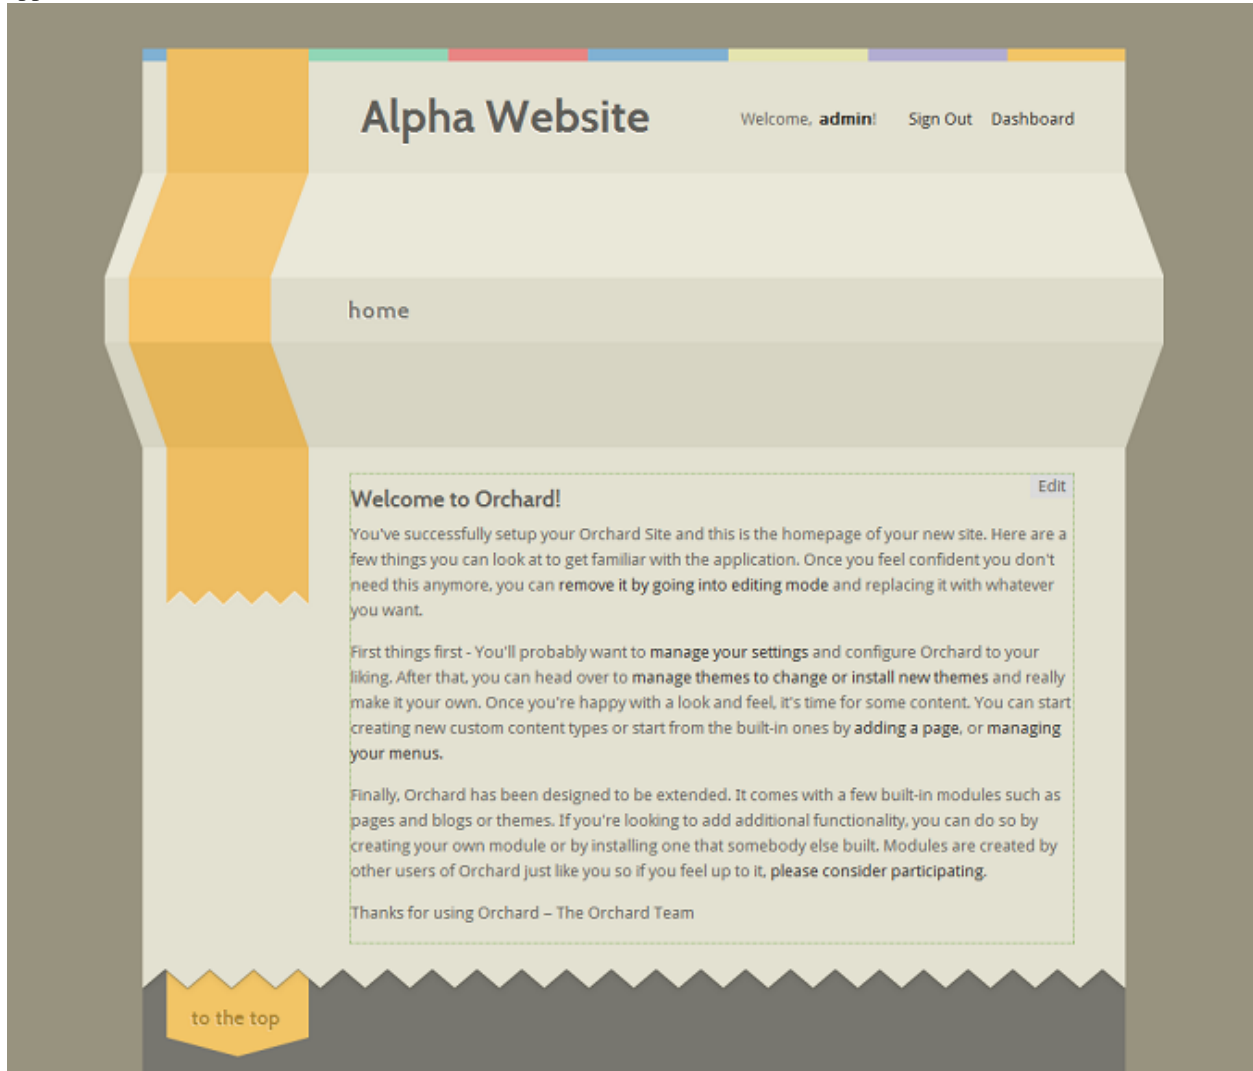 Alpha Website
Welcome, admin! Sign Out Dashboard
home
Edit
Welcome to Orchard!
You've successfully setup your Orchard Site and this is the homepage of your new site. Here are a
few things you can look at to get familiar with the application. Once you feel confident you don't
need this anymore, you can remove it by going into editing mode and replacing it with whatever
you want.
First things first - You'll probably want to manage your settings and configure Orchard to your
liking. After that, you can head over to manage themes to change or install new themes and really
make it your own. Once you're happy with a look and feel, it's time for some content. You can start
creating new custom content types or start from the built-in ones by adding a page, or managing
your menus.
Finally, Orchard has been designed to be extended. It comes with a few built-in modules such as
pages and blogs or themes. If you're looking to add additional functionality, you can do so by
creating your own module or by installing one that somebody else built. Modules are created by
other users of Orchard just like you so if you feel up to it, please consider participating.
Thanks for using Orchard – The Orchard Team
to the top